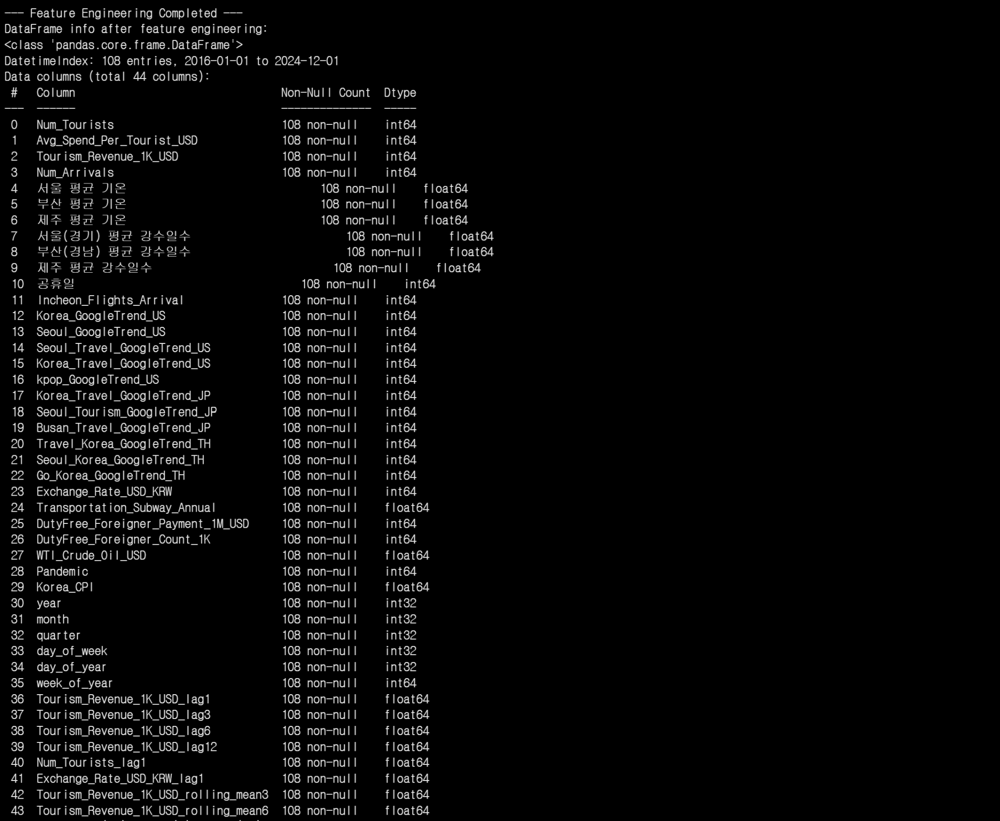 --- Feature Engineering Completed ---
DataFrame info after feature engineering:
<class 'pandas.core.frame.DataFrame'>
DatetimeIndex: 108 entries, 2016-01-01 to 2024-12-01
Data columns (total 44 columns):
 #   Column                                Non-Null Count  Dtype
---  ------                                --------------  -----
 0   Num_Tourists                          108 non-null    int64
 1   Avg_Spend_Per_Tourist_USD             108 non-null    int64
 2   Tourism_Revenue_1K_USD                108 non-null    int64
 3   Num_Arrivals                          108 non-null    int64
 4   서울 평균 기온                              108 non-null    float64
 5   부산 평균 기온                              108 non-null    float64
 6   제주 평균 기온                              108 non-null    float64
 7   서울(경기) 평균 강수일수                        108 non-null    float64
 8   부산(경남) 평균 강수일수                        108 non-null    float64
 9   제주 평균 강수일수                            108 non-null    float64
 10  공휴일                                   108 non-null    int64
 11  Incheon_Flights_Arrival               108 non-null    int64
 12  Korea_GoogleTrend_US                  108 non-null    int64
 13  Seoul_GoogleTrend_US                  108 non-null    int64
 14  Seoul_Travel_GoogleTrend_US           108 non-null    int64
 15  Korea_Travel_GoogleTrend_US           108 non-null    int64
 16  kpop_GoogleTrend_US                   108 non-null    int64
 17  Korea_Travel_GoogleTrend_JP           108 non-null    int64
 18  Seoul_Tourism_GoogleTrend_JP          108 non-null    int64
 19  Busan_Travel_GoogleTrend_JP           108 non-null    int64
 20  Travel_Korea_GoogleTrend_TH           108 non-null    int64
 21  Seoul_Korea_GoogleTrend_TH            108 non-null    int64
 22  Go_Korea_GoogleTrend_TH               108 non-null    int64
 23  Exchange_Rate_USD_KRW                 108 non-null    int64
 24  Transportation_Subway_Annual          108 non-null    float64
 25  DutyFree_Foreigner_Payment_1M_USD     108 non-null    int64
 26  DutyFree_Foreigner_Count_1K           108 non-null    int64
 27  WTI_Crude_Oil_USD                     108 non-null    float64
 28  Pandemic                              108 non-null    int64
 29  Korea_CPI                             108 non-null    float64
 30  year                                  108 non-null    int32
 31  month                                 108 non-null    int32
 32  quarter                               108 non-null    int32
 33  day_of_week                           108 non-null    int32
 34  day_of_year                           108 non-null    int32
 35  week_of_year                          108 non-null    int64
 36  Tourism_Revenue_1K_USD_lag1           108 non-null    float64
 37  Tourism_Revenue_1K_USD_lag3           108 non-null    float64
 38  Tourism_Revenue_1K_USD_lag6           108 non-null    float64
 39  Tourism_Revenue_1K_USD_lag12          108 non-null    float64
 40  Num_Tourists_lag1                     108 non-null    float64
 41  Exchange_Rate_USD_KRW_lag1            108 non-null    float64
 42  Tourism_Revenue_1K_USD_rolling_mean3  108 non-null    float64
 43  Tourism_Revenue_1K_USD_rolling_mean6  108 non-null    float64